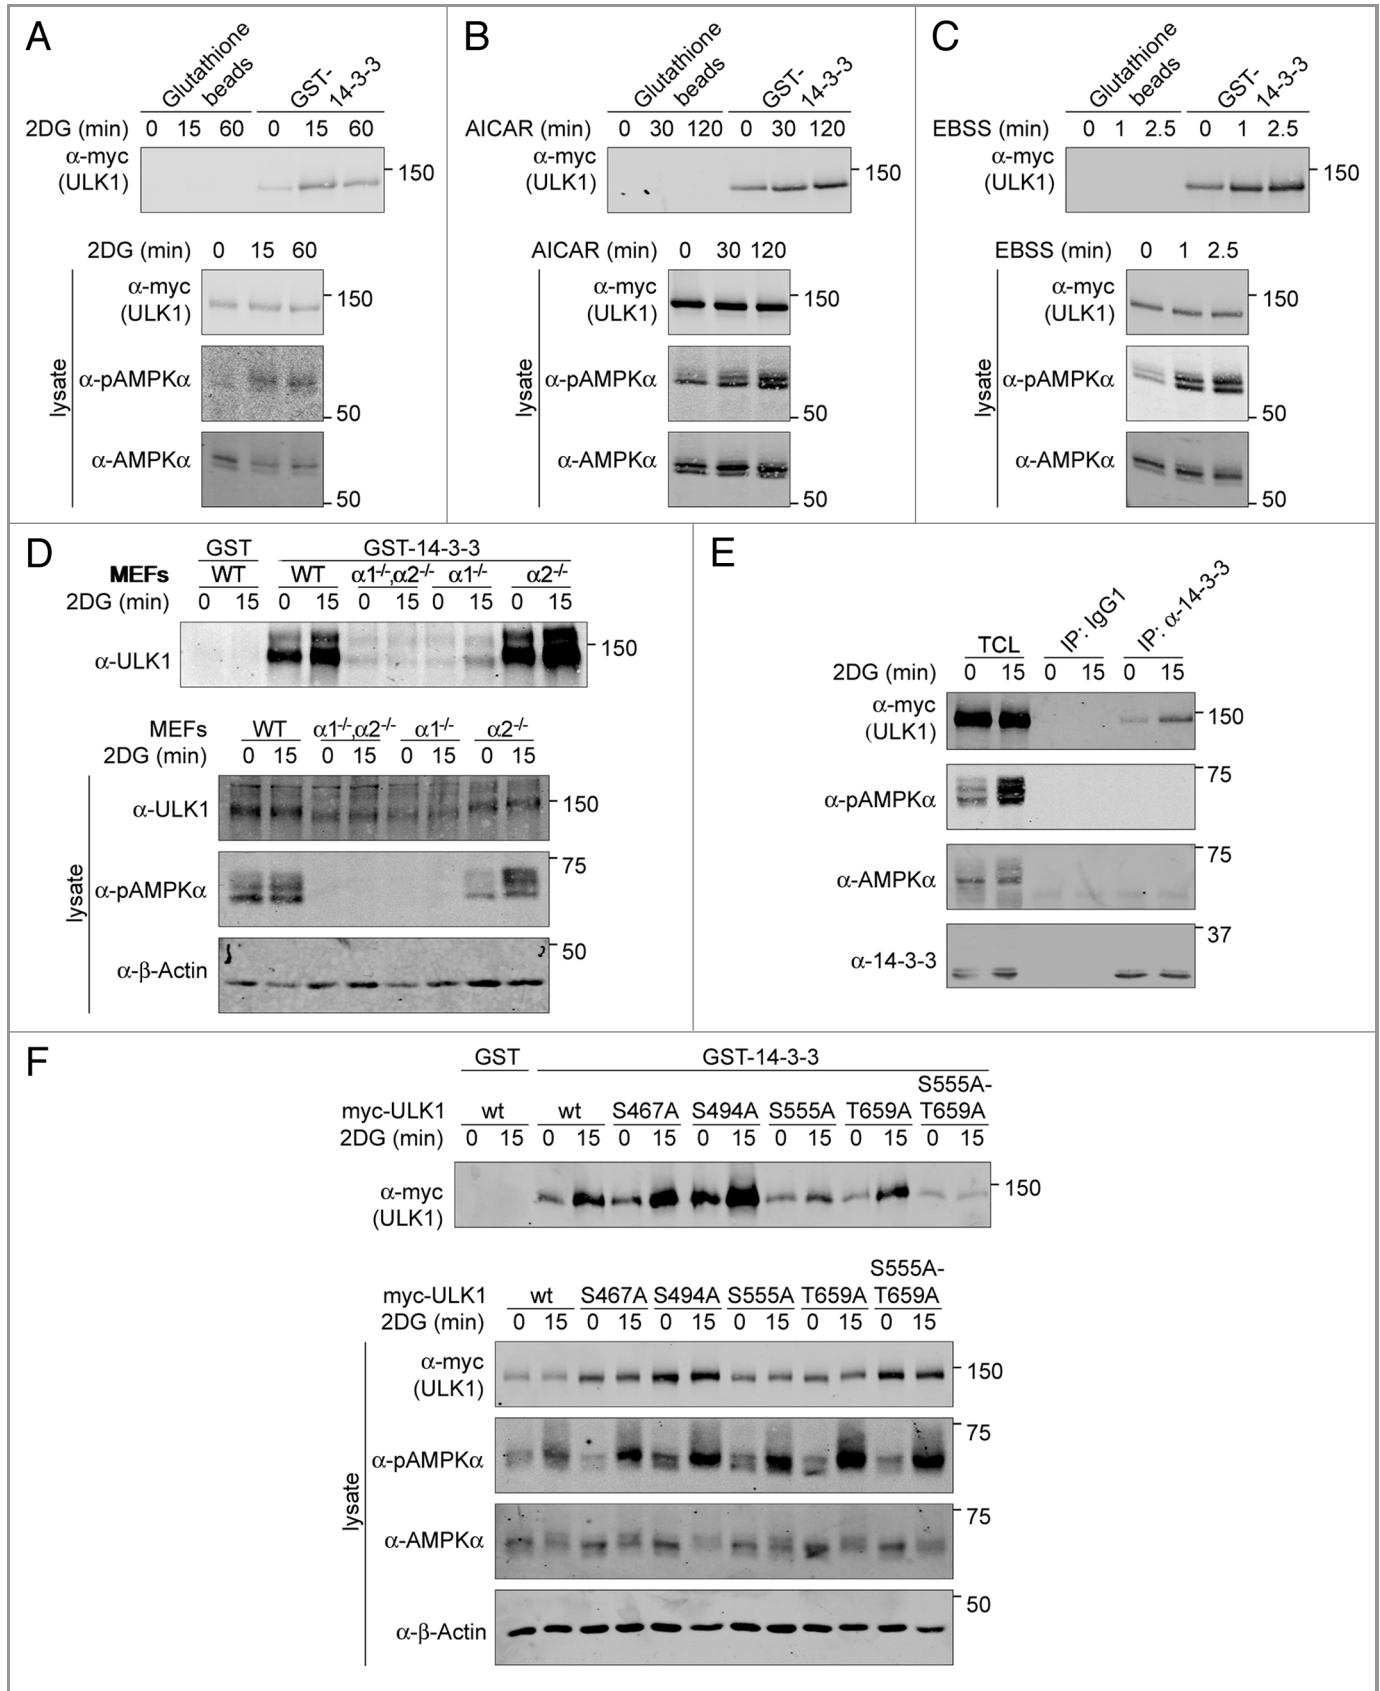 A
Glutathione beads
GST-14-3-3
2DG (min) 0 15 60 0 15 60
α-myc
(ULK1)
150
2DG (min) 0 15 60
α-myc
(ULK1)
150
α-pAMPKα
50
α-AMPKα
50
lysate
B
Glutathione beads
GST-14-3-3
AICAR (min) 0 30 120 0 30 120
α-myc
(ULK1)
150
AICAR (min) 0 30 120
α-myc
(ULK1)
150
α-pAMPKα
50
α-AMPKα
50
lysate
C
Glutathione beads
GST-14-3-3
EBSS (min) 0 1 2.5 0 1 2.5
α-myc
(ULK1)
150
EBSS (min) 0 1 2.5
α-myc
(ULK1)
150
α-pAMPKα
50
α-AMPKα
50
lysate
D
GST GST-14-3-3
MEFs WT WT α1-/-,α2-/- α1-/- α2-/-
2DG (min) 0 15 0 15 0 15 0 15 0 15
α-ULK1
150
MEFs WT α1-/-,α2-/- α1-/- α2-/-
2DG (min) 0 15 0 15 0 15 0 15
α-ULK1
150
α-pAMPKα
75
α-β-Actin
50
lysate
E
TCL
IP: IgG1
IP: α-14-3-3
2DG (min) 0 15 0 15 0 15
α-myc
(ULK1)
150
α-pAMPKα
75
α-AMPKα
75
α-14-3-3
37
F
GST GST-14-3-3
S555A-
myc-ULK1 wt wt S467A S494A S555A T659A T659A
2DG (min) 0 15 0 15 0 15 0 15 0 15 0 15 0 15
α-myc
(ULK1)
150
S555A-
myc-ULK1 wt S467A S494A S555A T659A T659A
2DG (min) 0 15 0 15 0 15 0 15 0 15 0 15
α-myc
(ULK1)
150
α-pAMPKα
75
α-AMPKα
75
α-β-Actin
50
lysate